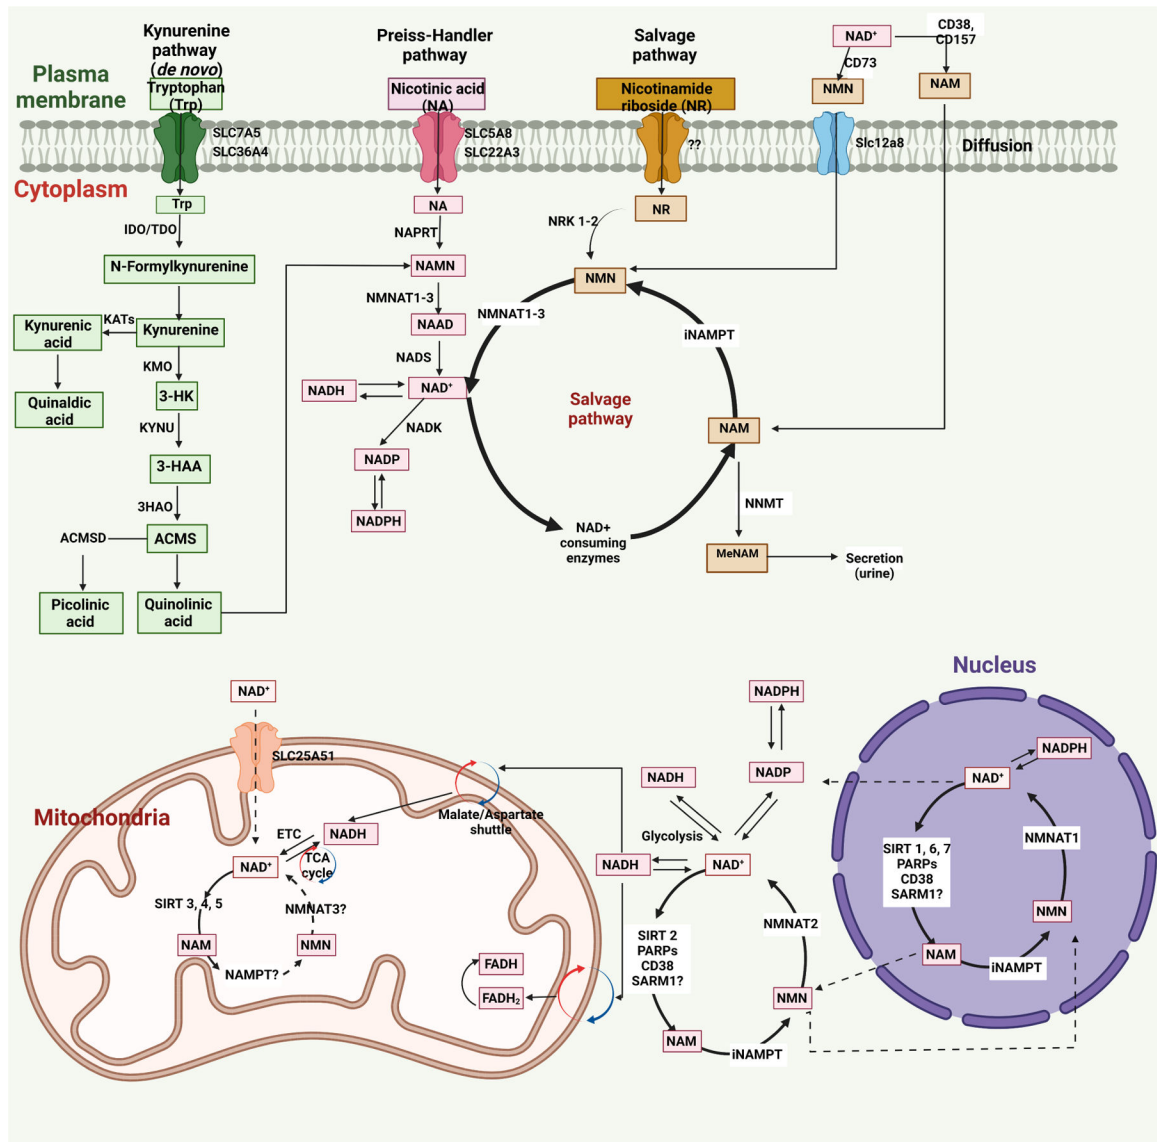 Kynurenine
pathway
(de novo)
Preiss-Handler
pathway
Salvage
pathway
NAD+
CD38,
CD157
CD73
Plasma
membrane
Tryptophan
(Trp)
Nicotinic acid
(NA)
Nicotinamide
riboside (NR)
NMN
NAM
SLC7A5
SLC36A4
SLC5A8
SLC22A3
??
Slc12a8
Diffusion
Cytoplasm
Trp
NA
NR
IDO/TDO
NAPRT
NRK 1-2
N-Formylkynurenine
NAMN
NMN
NMNAT1-3
NMNAT1-3
Kynurenic
acid
KATs
Kynurenine
NAAD
iNAMPT
KMO
NADS
Quinaldic
acid
3-HK
NADH
NAD+
Salvage
pathway
KYNU
NADK
NAM
3-HAA
NADP
3HAO
NNMT
NADPH
ACMSD
ACMS
NAD+
consuming
enzymes
MeNAM
Secretion
(urine)
Picolinic
acid
Quinolinic
acid
Nucleus
NAD+
NADPH
SLC25A51
NADH
NADP
NADPH
NAD+
Mitochondria
Malate/Aspartate
shuttle
ETC
NADH
Glycolysis
NMNAT1
NAD+
TCA
cycle
NADH
NAD+
SIRT 1, 6, 7
PARPs
CD38
SARM1?
SIRT 3, 4, 5
NMNAT3?
NMNAT2
NMN
NAM
NMN
SIRT 2
PARPs
CD38
SARM1?
NAM
iNAMPT
NAMPT?
FADH
FADH2
NMN
NAM
iNAMPT